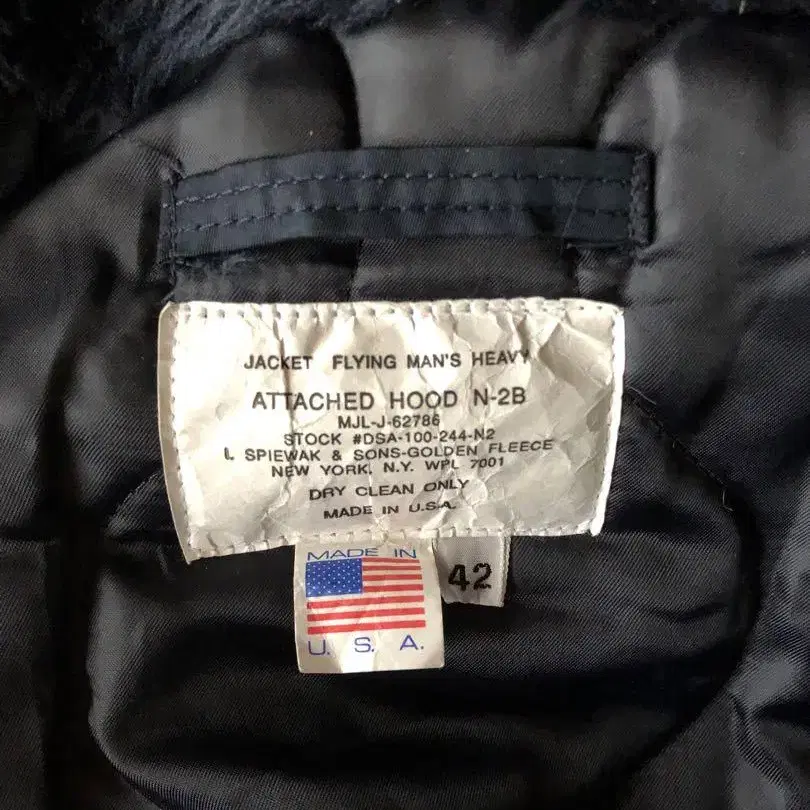 JACKET FLYING MAN'S HEAVY
ATTACHED HOOD N-2B
MJL-J-62786
STOCK #DSA-100-244-N2
I. SPIEWAK & SONS-GOLDEN FLEECE
NEW YORK, N.Y. WPL 7001
DRY CLEAN ONLY
MADE IN U.S.A.
MADE IN
U. S. A.
42